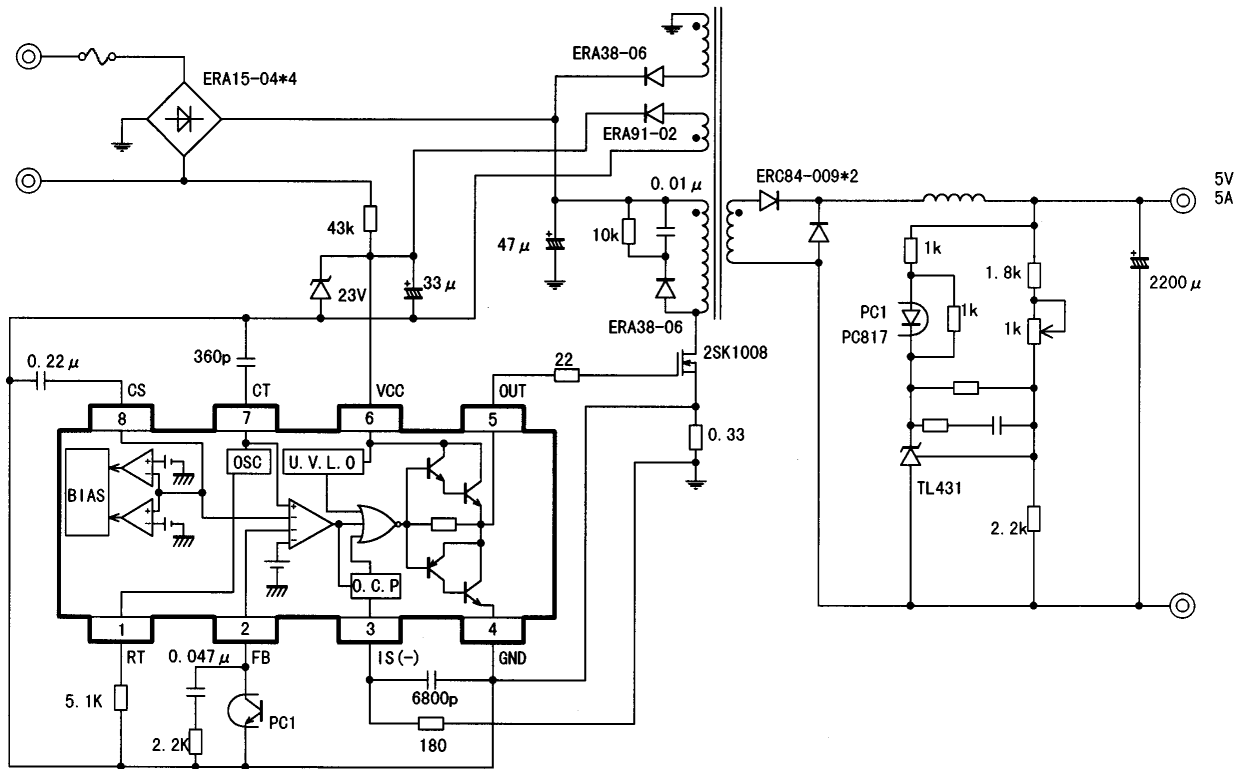 ERA38-06
ERA15-04*4
ERA91-02
ERC84-009*2
5V
5A
0.01μ
43k
10k
47μ
1k
1.8k
2200μ
23V
33μ
PC1
PC817
1k
1k
ERA38-06
0.22μ
360p
22
2SK1008
CS
CT
VCC
OUT
8
7
6
5
0.33
OSC
U.V.L.O
BIAS
TL431
2.2k
O.C.P
1
2
3
4
RT
FB
IS(-)
GND
0.047μ
6800p
5.1K
PC1
2.2K
180